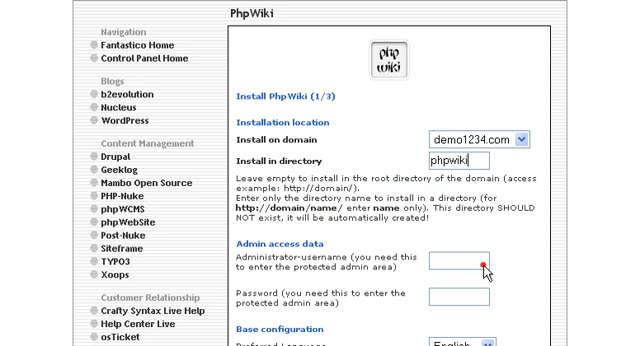 PhpWiki
Navigation
Fantastico Home
Control Panel Home
Blogs
b2evolution
Nucleus
WordPress
Content Management
Drupal
Geeklog
Mambo Open Source
PHP-Nuke
phpWCMS
phpWebSite
Post-Nuke
Siteframe
TYPO3
Xoops
Customer Relationship
Crafty Syntax Live Help
Help Center Live
osTicket
php
wiki
Install PhpWiki (1/3)
Installation location
Install on domain demo1234.com
Install in directory phpwiki
Leave empty to install in the root directory of the domain (access
example: http://domain/).
Enter only the directory name to install in a directory (for
http://domain/name/ enter name only). This directory SHOULD
NOT exist, it will be automatically created!
Admin access data
Administrator-username (you need this
to enter the protected admin area)
Password (you need this to enter the
protected admin area)
Base configuration
Preferred Language English